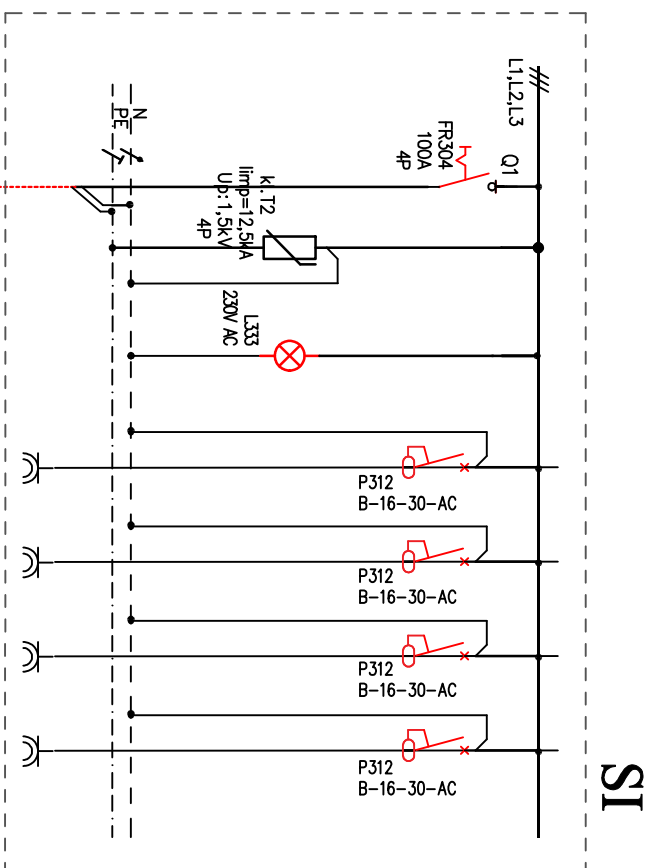 SI
L1,L2,L3
Q1
FR304
100A
4P
N
PE
kl.T2
Iimp=12,5kA
Up:1,5kV
4P
L333
230V AC
P312
B-16-30-AC
P312
B-16-30-AC
P312
B-16-30-AC
P312
B-16-30-AC